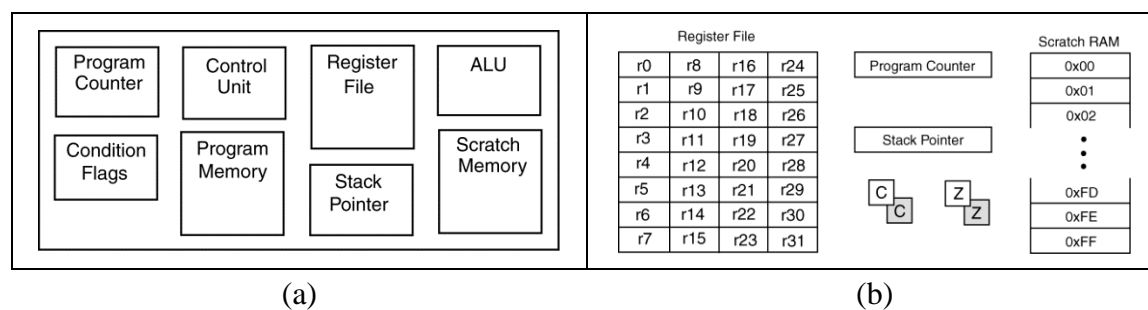 Program
Counter
Control
Unit
Register
File
ALU
Condition
Flags
Program
Memory
Stack
Pointer
Scratch
Memory
(a)
Register File
r0 r8 r16 r24
r1 r9 r17 r25
r2 r10 r18 r26
r3 r11 r19 r27
r4 r12 r20 r28
r5 r13 r21 r29
r6 r14 r22 r30
r7 r15 r23 r31
Program Counter
Stack Pointer
C
C
Z
Z
Scratch RAM
0x00
0x01
0x02
0xFD
0xFE
0xFF
(b)